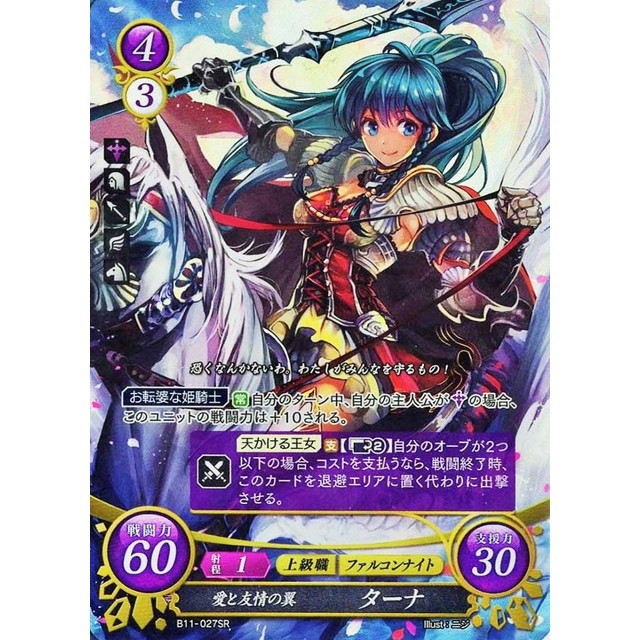 4
3
恐くなんかないわ。わたしがみんなを守るもの！
お転婆な姫騎士 常 自分のターン中、自分の主人公が の場合、
このユニットの戦闘力は＋10される。
天かける王女 支 【 2】自分のオーブが2つ
以下の場合、コストを支払うなら、戦闘終了時、
このカードを退避エリアに置く代わりに出撃
させる。
戦闘力
60
射程 1
上級職 ファルコンナイト
支援力
30
愛と友情の翼 ターナ
B11-027SR
Illust：ニジ